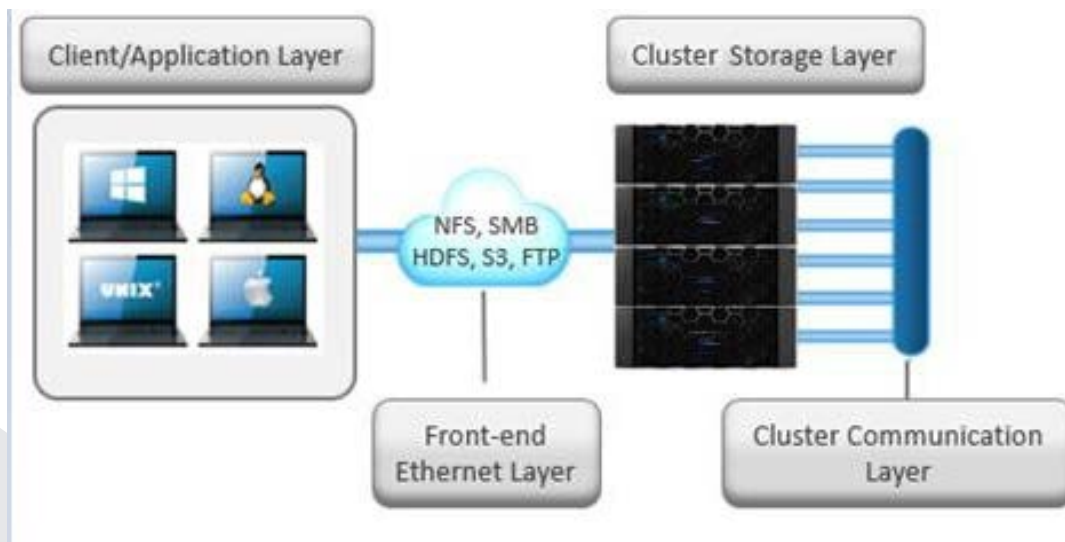 Client/Application Layer
Cluster Storage Layer
UNIX®
NFS, SMB
HDFS, S3, FTP
Front-end
Ethernet Layer
Cluster Communication
Layer